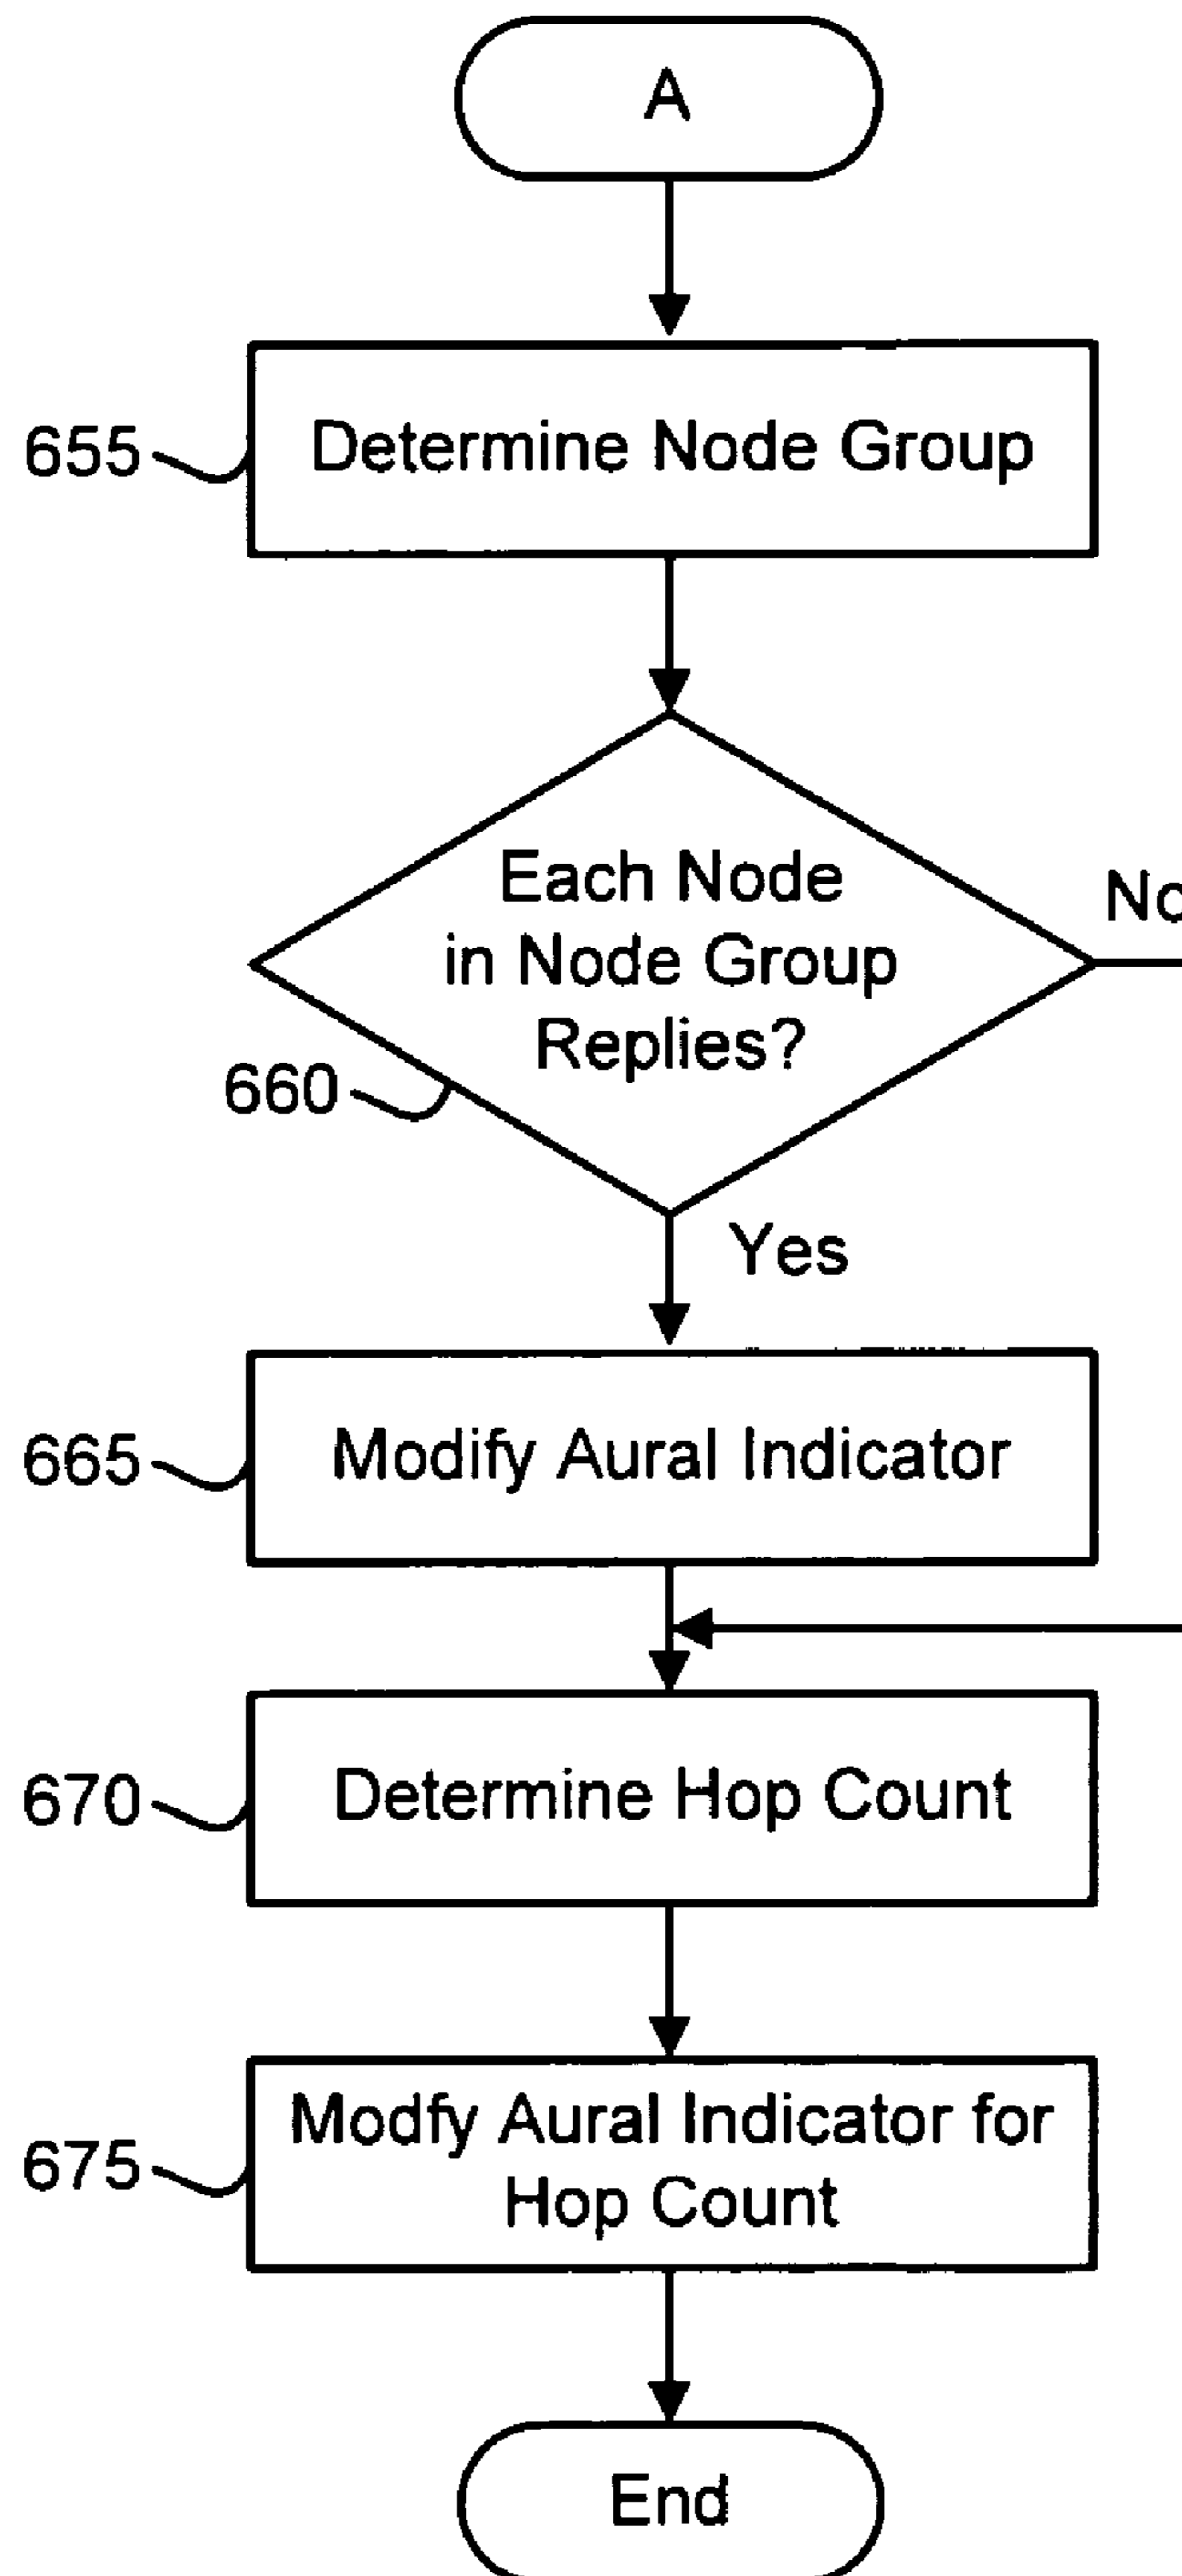 A
655
Determine Node Group
Each Node
in Node Group
Replies?
No
660
Yes
665
Modify Aural Indicator
670
Determine Hop Count
675
Modfy Aural Indicator for
Hop Count
End